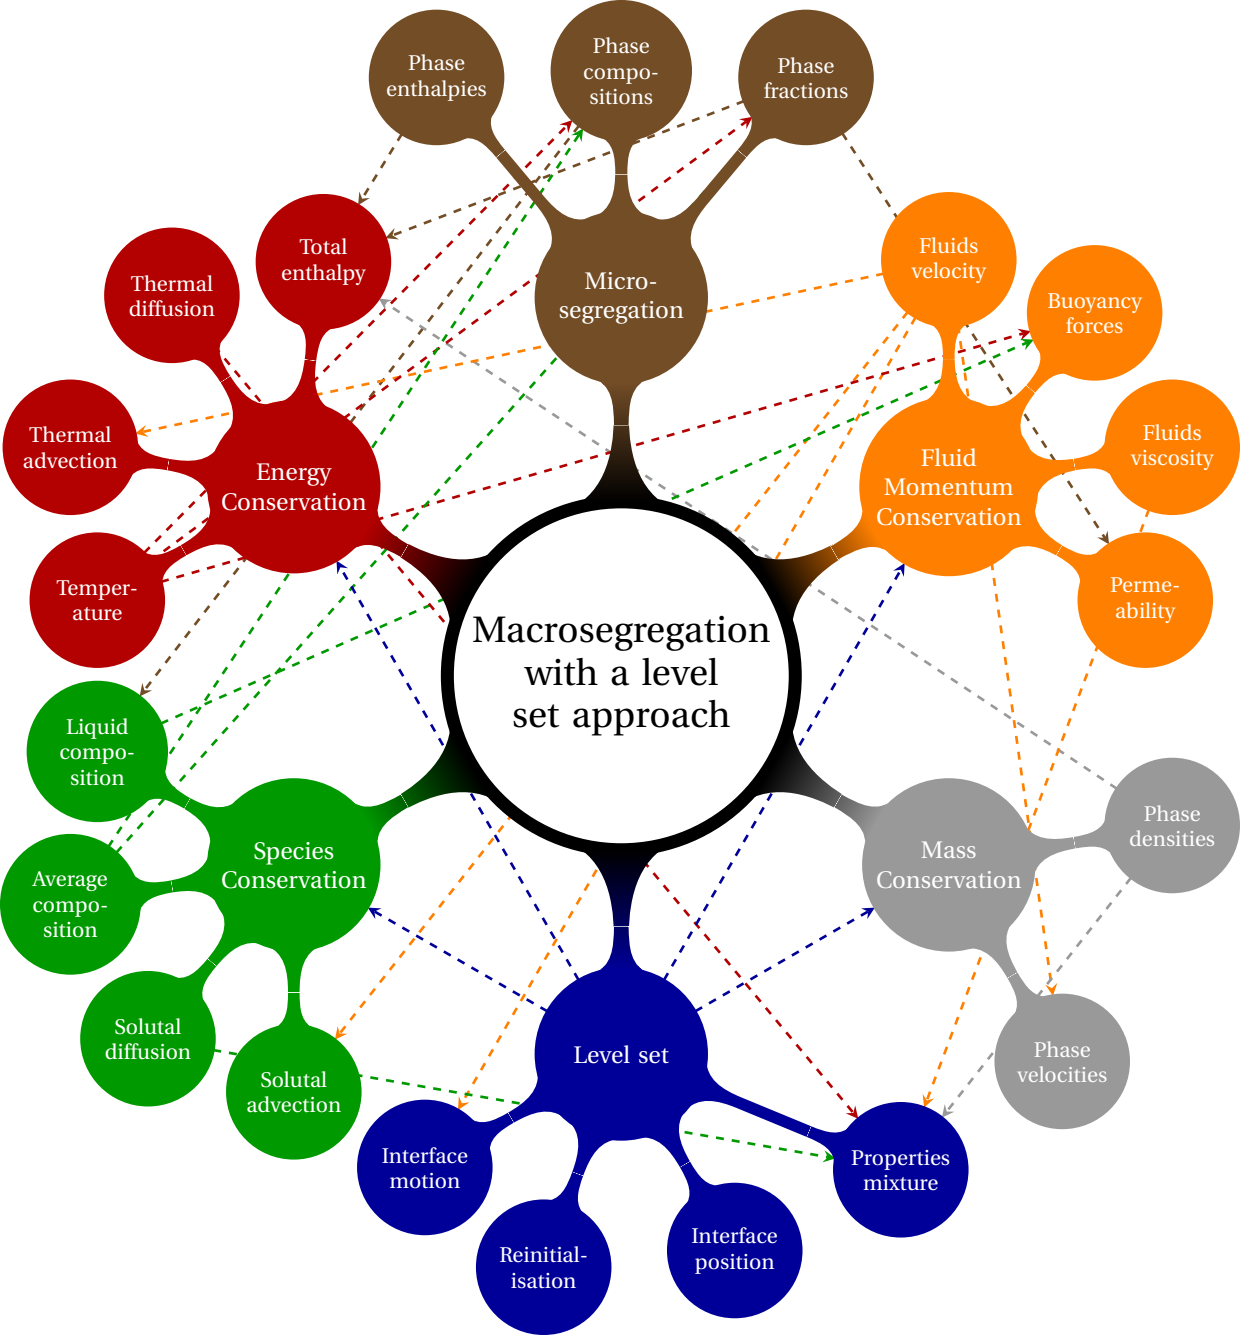 Phase
enthalpies
Phase
compo-
sitions
Phase
fractions
Total
enthalpy
Thermal
diffusion
Thermal
advection
Temper-
ature
Energy
Conservation
Micro-
segregation
Fluids
velocity
Buoyancy
forces
Fluids
viscosity
Perme-
ability
Fluid
Momentum
Conservation
Macrosegregation
with a level
set approach
Liquid
compo-
sition
Average
compo-
sition
Solutal
diffusion
Solutal
advection
Species
Conservation
Mass
Conservation
Phase
densities
Phase
velocities
Level set
Interface
motion
Reinitial-
isation
Interface
position
Properties
mixture